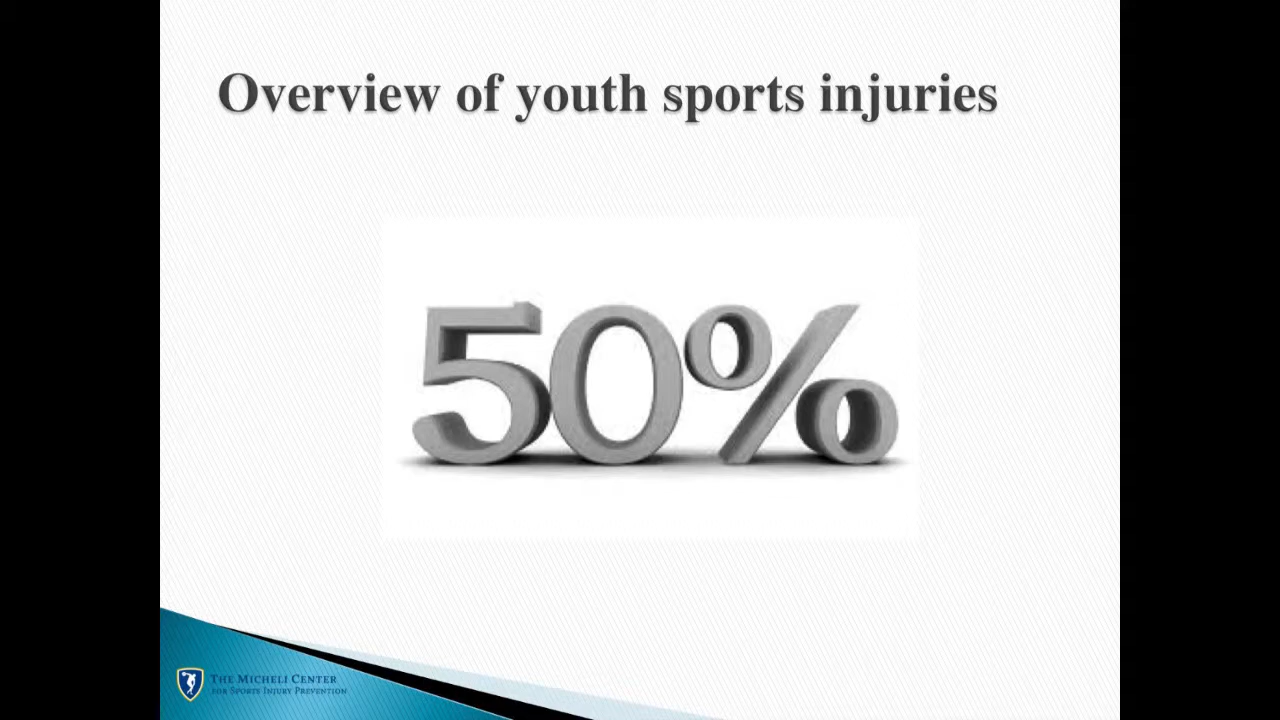 Overview of youth sports injuries
50%
THE MICHELI CENTER
FOR SPORTS INJURY PREVENTION